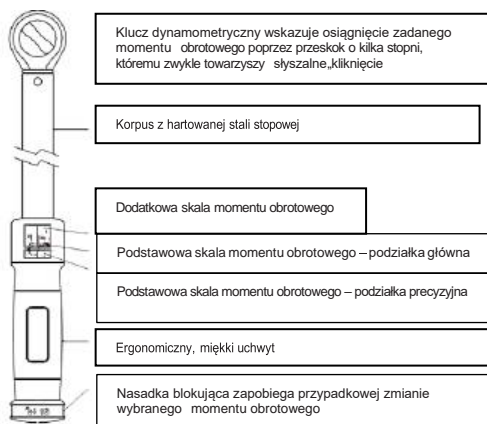 Klucz dynamometryczny wskazuje osiągnięcie zadanego
momentu obrotowego poprzez przeskok o kilka stopni,
któremu zwykle towarzyszy słyszalne„kliknięcie
Korpus z hartowanej stali stopowej
Dodatkowa skala momentu obrotowego
Podstawowa skala momentu obrotowego – podziałka główna
Podstawowa skala momentu obrotowego – podziałka precyzyjna
Ergonomiczny, miękki uchwyt
Nasadka blokująca zapobiega przypadkowej zmianie
wybranego momentu obrotowego